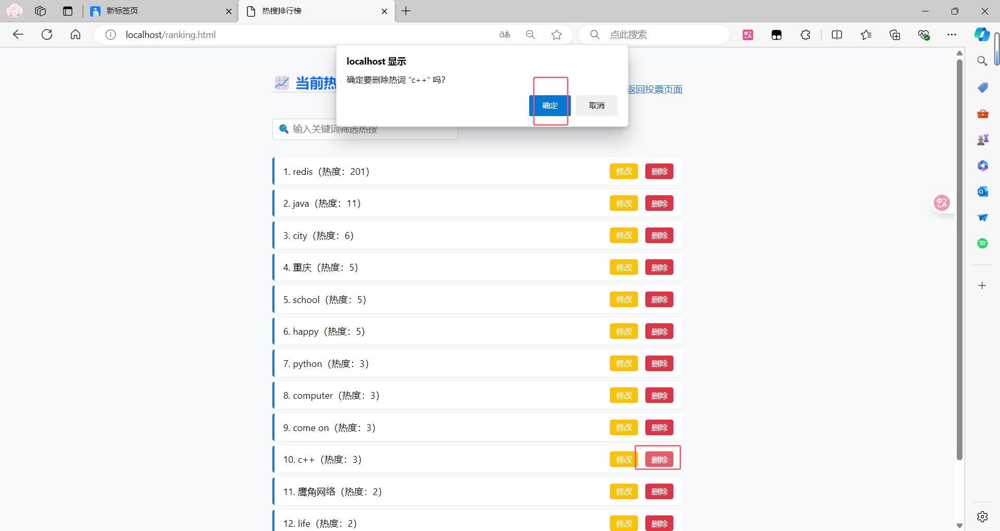 新标签页
热搜排行榜
localhost/ranking.html
aあ
点此搜索
localhost 显示
确定要删除热词 "c++" 吗?
确定
取消
当前热
返回投票页面
输入关键词筛选热搜
1. redis（热度：201）
修改
删除
2. java（热度：11）
修改
删除
3. city（热度：6）
修改
删除
4. 重庆（热度：5）
修改
删除
5. school（热度：5）
修改
删除
6. happy（热度：5）
修改
删除
7. python（热度：3）
修改
删除
8. computer（热度：3）
修改
删除
9. come on（热度：3）
修改
删除
10. c++（热度：3）
修改
删除
11. 鹰角网络（热度：2）
修改
删除
12. life（热度：2）
修改
删除